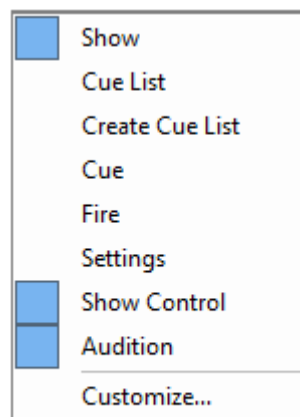 Show
Cue List
Create Cue List
Cue
Fire
Settings
Show Control
Audition
Customize...